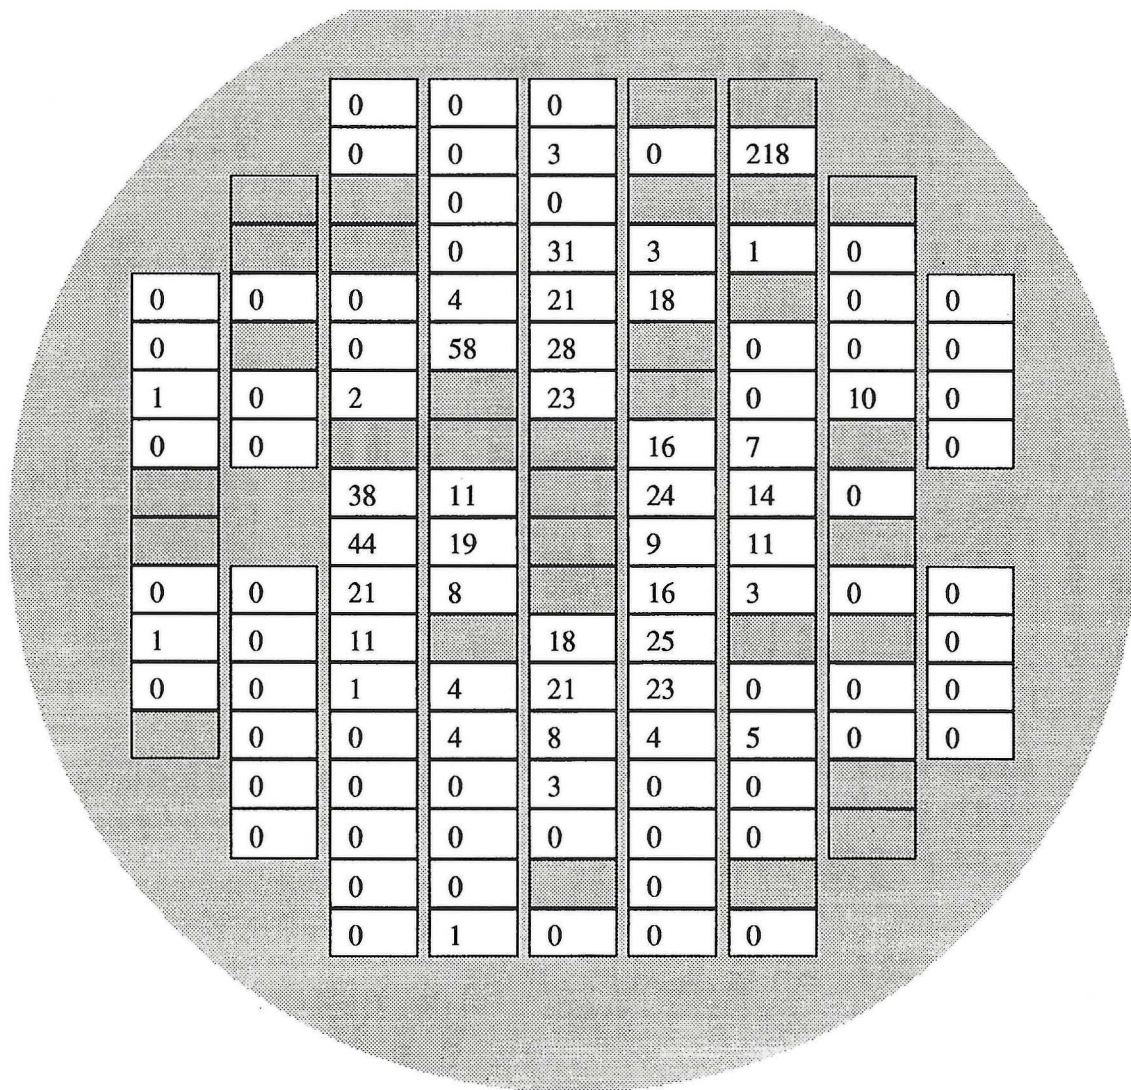 0 0 0
0 0 3 0 218
0 0
0 31 3 1 0
0 0 0 4 21 18 0 0
0 0 58 28 0 0 0
1 0 2 23 0 10 0
0 0 16 7 0
38 11 24 14 0
44 19 9 11
0 0 21 8 16 3 0 0
1 0 11 18 25 0
0 0 1 4 21 23 0 0 0
0 0 4 8 4 5 0 0
0 0 0 3 0 0
0 0 0 0 0 0
0 0 0
0 1 0 0 0